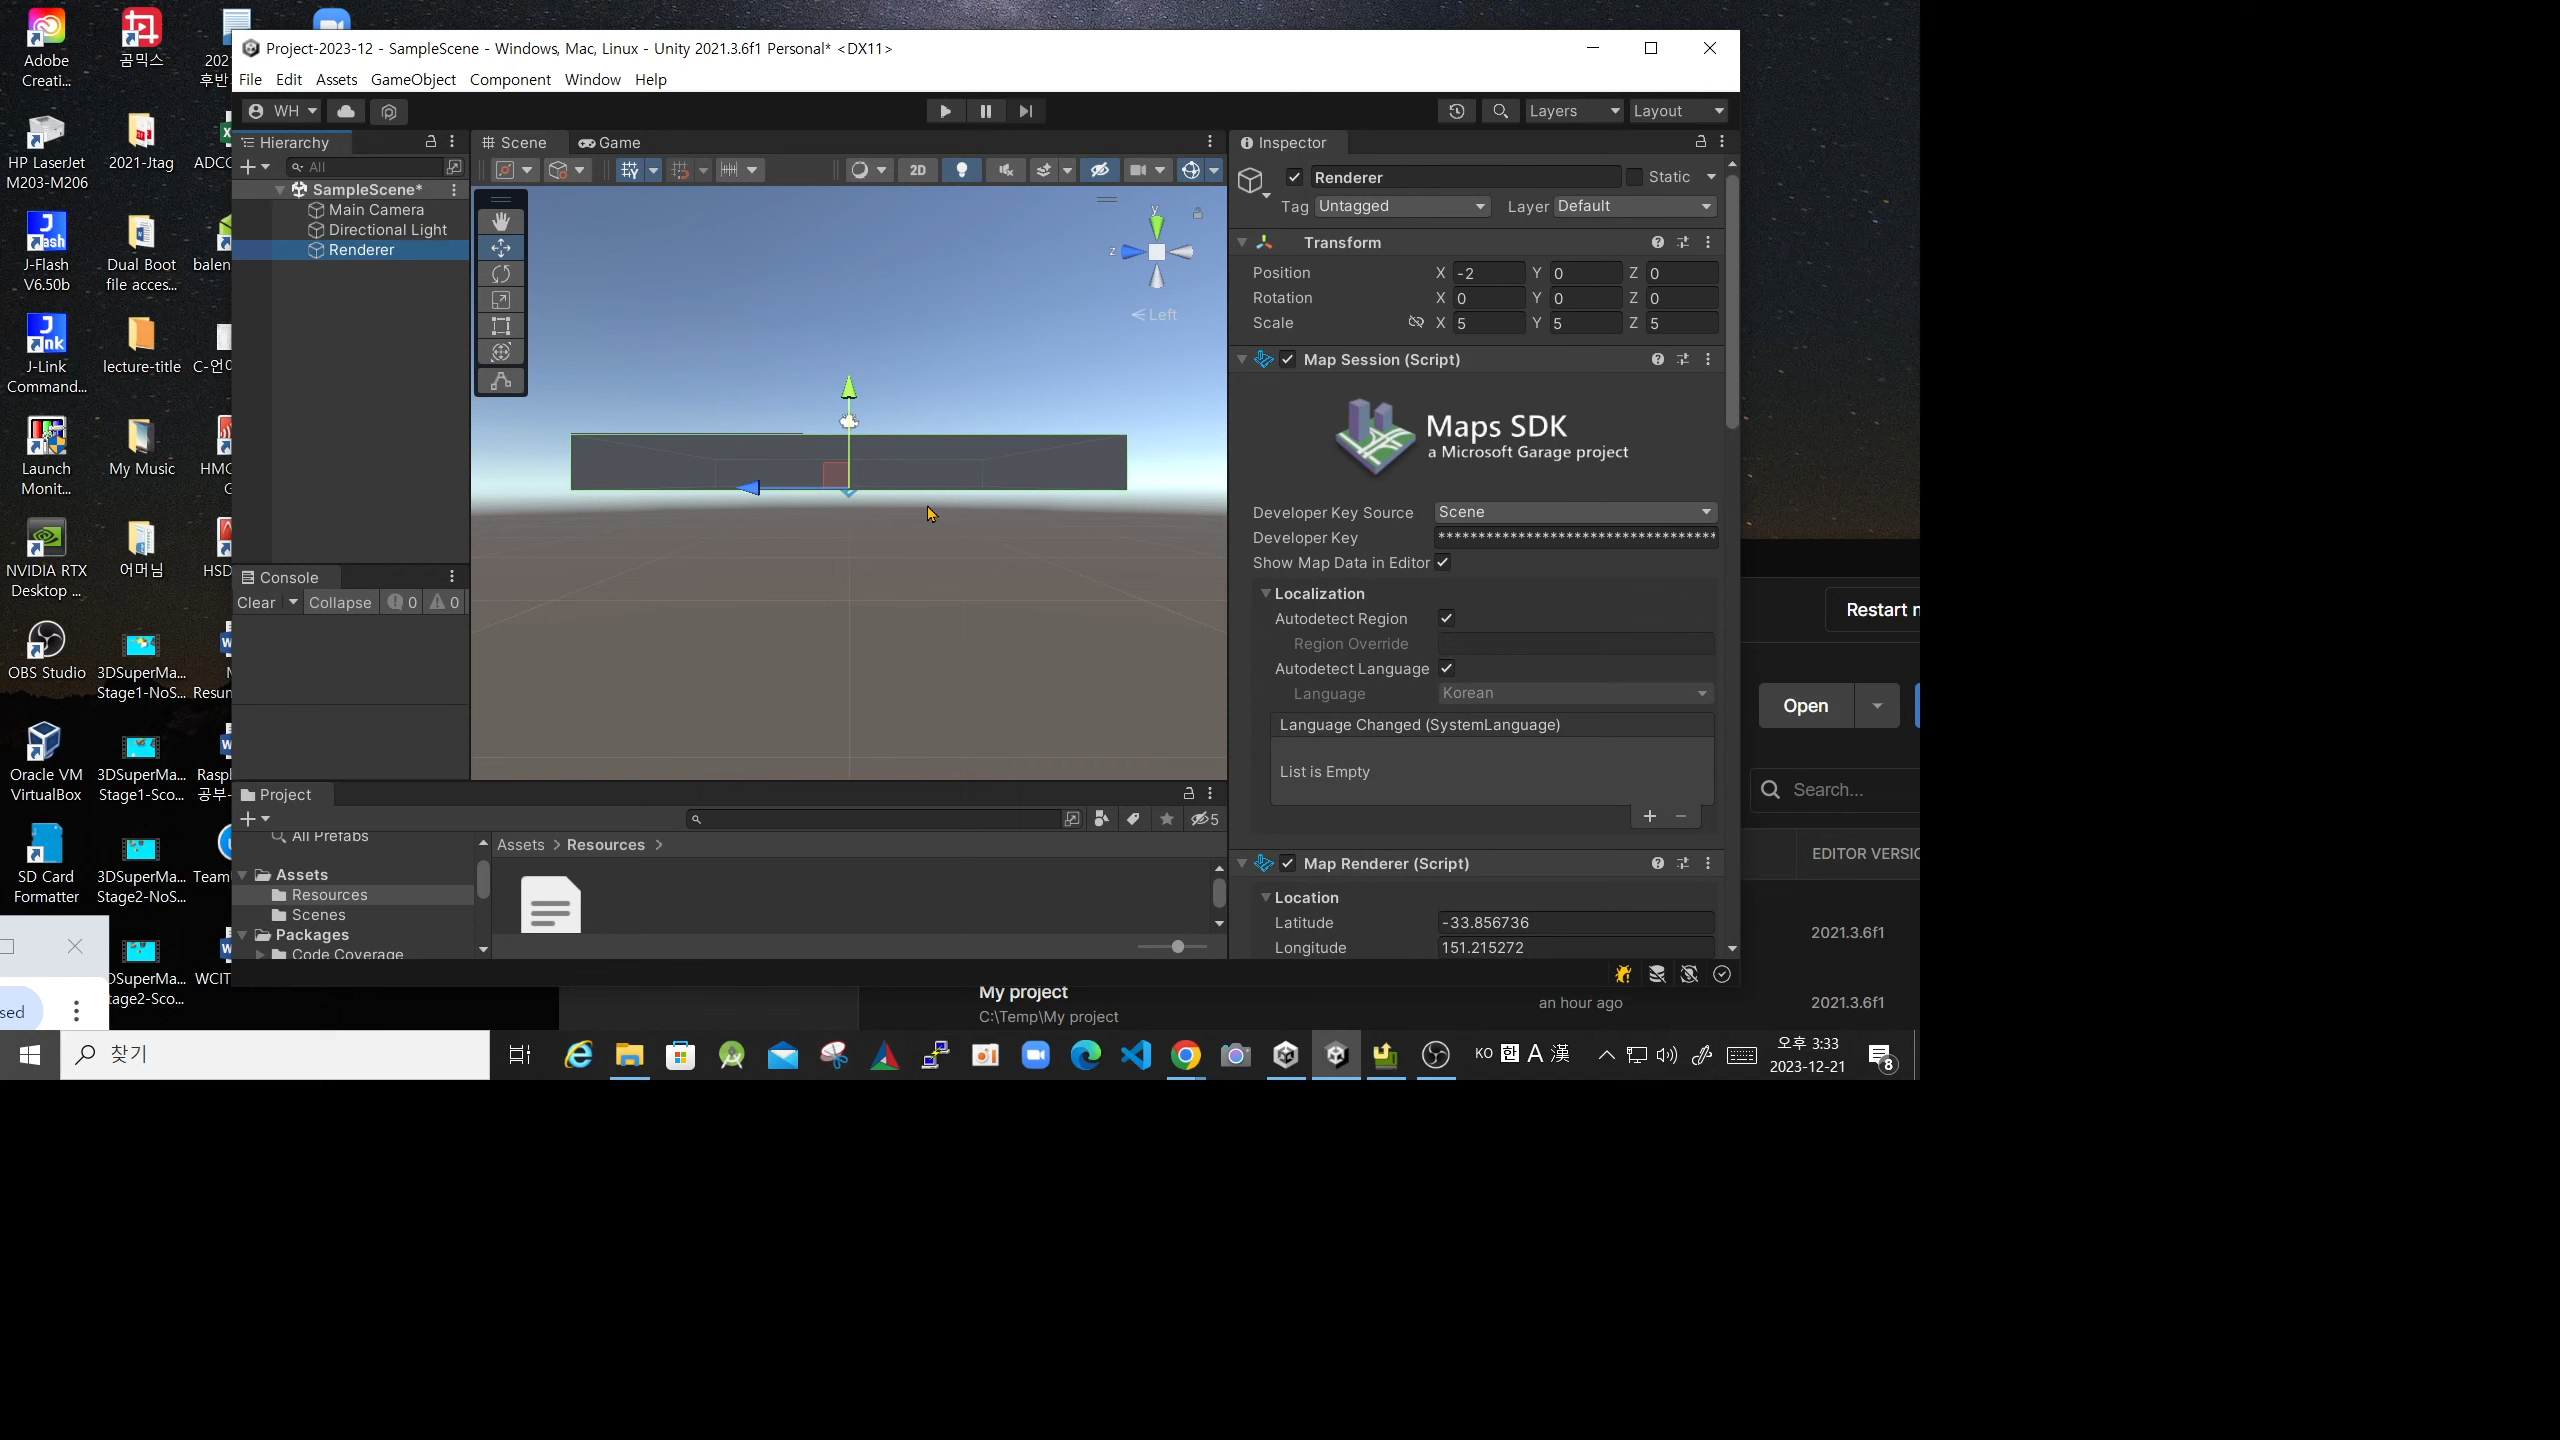 Adobe Creati...
곰믹스
Project-2023-12 - SampleScene - Windows, Mac, Linux - Unity 2021.3.6f1 Personal* <DX11>
File Edit Assets GameObject Component Window Help
WH
Layers
Layout
Hierarchy
All
SampleScene*
Main Camera
Directional Light
Renderer
Scene
Game
2D
y
z
Left
Inspector
Renderer
Static
Tag Untagged
Layer Default
Transform
Position X -2 Y 0 Z 0
Rotation X 0 Y 0 Z 0
Scale X 5 Y 5 Z 5
Map Session (Script)
Maps SDK
a Microsoft Garage project
Developer Key Source Scene
Developer Key ***********************************
Show Map Data in Editor
Localization
Autodetect Region
Region Override
Autodetect Language
Language Korean
Language Changed (SystemLanguage)
List is Empty
Map Renderer (Script)
Location
Latitude -33.856736
Longitude 151.215272
Console
Clear Collapse 0 0
Project
5
All Prefabs
Assets
Resources
Scenes
Packages
Code Coverage
Assets > Resources >
HP LaserJet M203-M206
2021-Jtag
J-Flash V6.50b
Dual Boot file acces...
J-Link Command...
lecture-title
Launch Monit...
My Music
NVIDIA RTX Desktop ...
어머님
OBS Studio
3DSuperMa... Stage1-NoS...
Oracle VM VirtualBox
3DSuperMa... Stage1-Sco...
SD Card Formatter
3DSuperMa... Stage2-NoS...
Open
Search...
2021.3.6f1
2021.3.6f1
My project
C:\Temp\My project
an hour ago
찾기
KO 한 A 漢
오후 3:33
2023-12-21
8